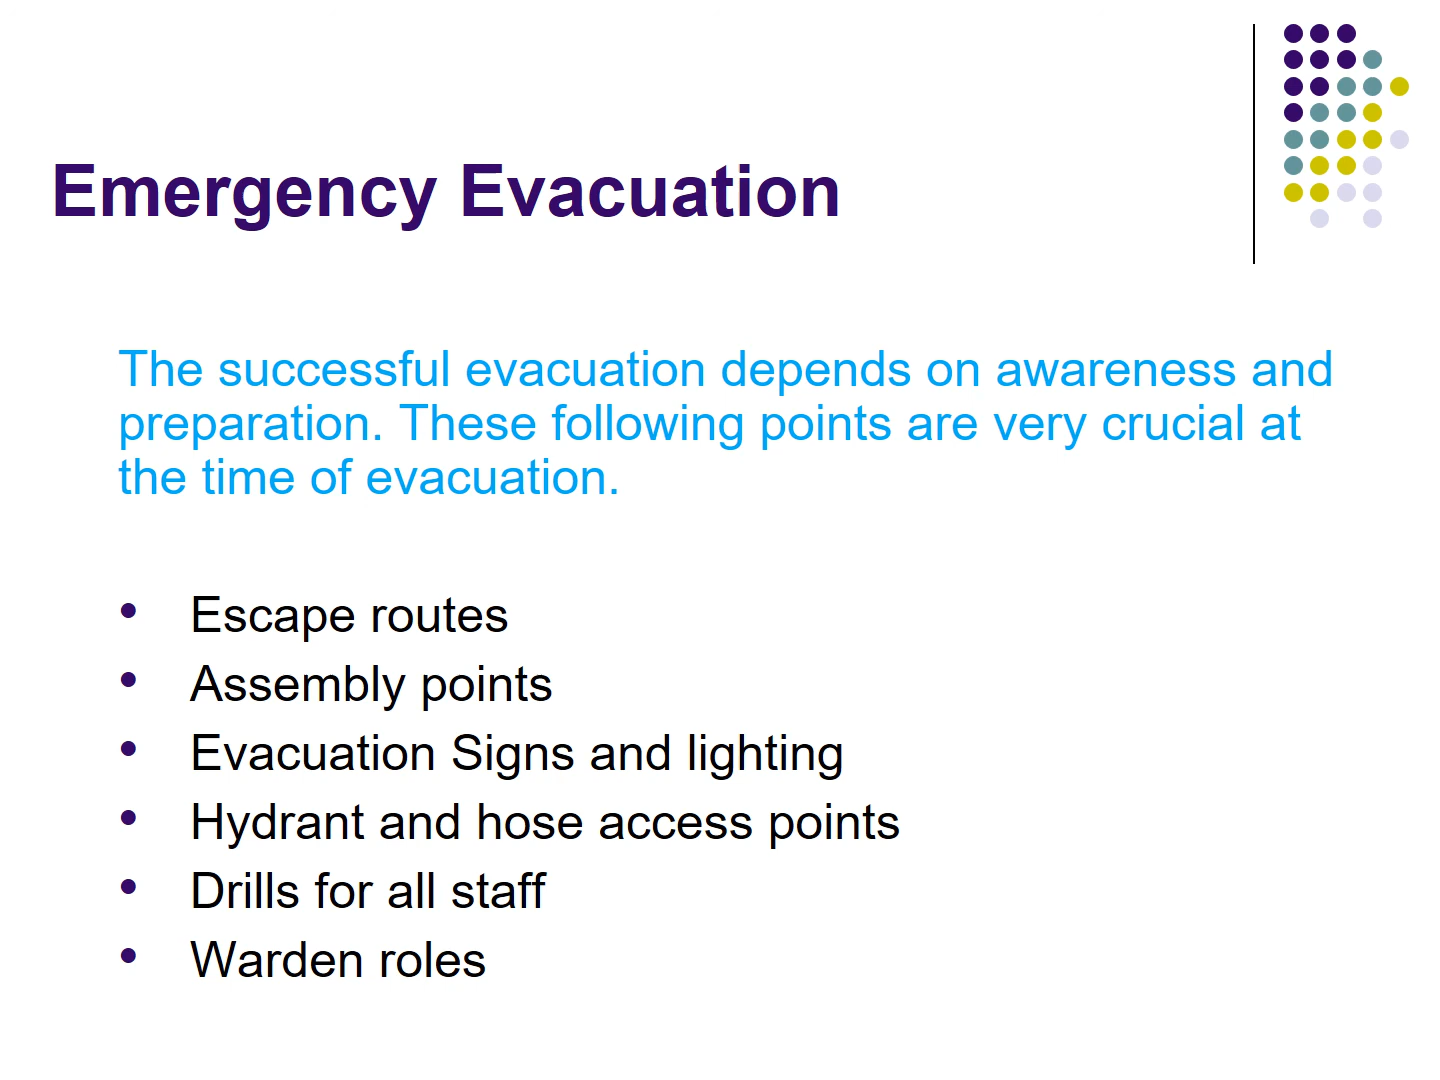 Emergency Evacuation
The successful evacuation depends on awareness and
preparation. These following points are very crucial at
the time of evacuation.
• Escape routes
• Assembly points
• Evacuation Signs and lighting
• Hydrant and hose access points
• Drills for all staff
• Warden roles